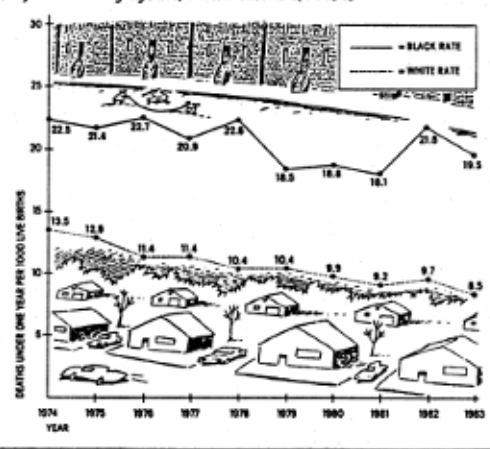 30
= BLACK RATE
= WHITE RATE
25
22.5 21.4 22.7 20.9 18.5 18.8 18.1 21.5 19.5
20
15
13.5 12.9 11.4 11.4 10.4 10.4 9.9 9.2 9.7 8.5
10
5
DEATHS UNDER ONE YEAR PER 1000 LIVE BIRTHS
1974 1975 1976 1977 1978 1979 1980 1981 1982 1983
YEAR